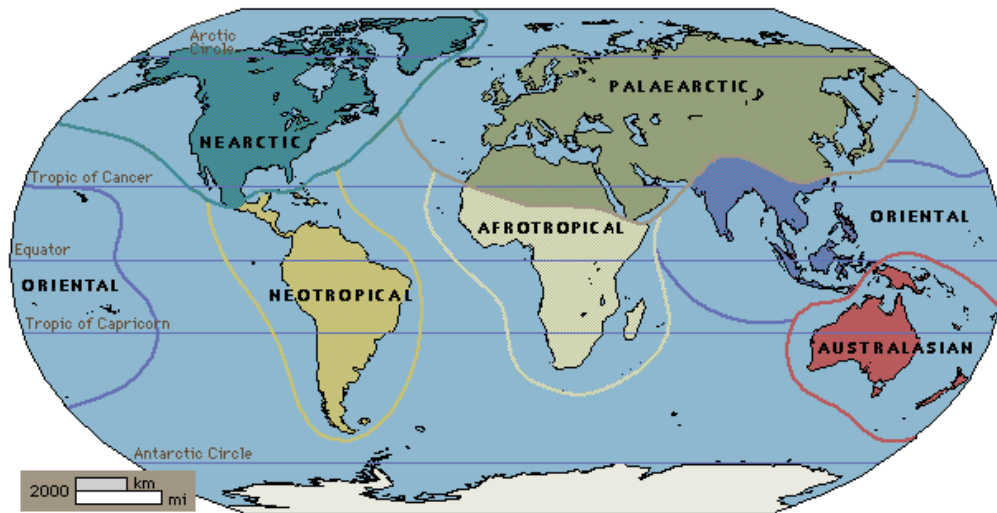 Arctic
Circle
PALAEARCTIC
NEARCTIC
Tropic of Cancer
ORIENTAL
AFROTROPICAL
Equator
ORIENTAL
NEOTROPICAL
Tropic of Capricorn
AUSTRALASIAN
Antarctic Circle
2000
km
mi